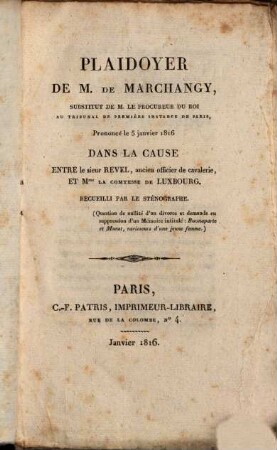 PLAIDOYER
DE M. DE MARCHANGY,
SUBSTITUT DE M. LE PROCUREUR DU ROI
AU TRIBUNAL DE PREMIÈRE INSTANCE DE PARIS,
Prononcé le 5 janvier 1816
DANS LA CAUSE
ENTRE le sieur REVEL, ancien officier de cavalerie,
ET Mme LA COMTESSE DE LUXBOURG,
RECUEILLI PAR LE STÉNOGRAPHE.
(Question de nullité d'un divorce et demande en
suppression d'un Mémoire intitulé : Buonaparte
et Murat, ravisseurs d'une jeune femme.)
PARIS,
C.-F. PATRIS, IMPRIMEUR-LIBRAIRE,
RUE DE LA COLOMBE, N° 4.
Janvier 1816.